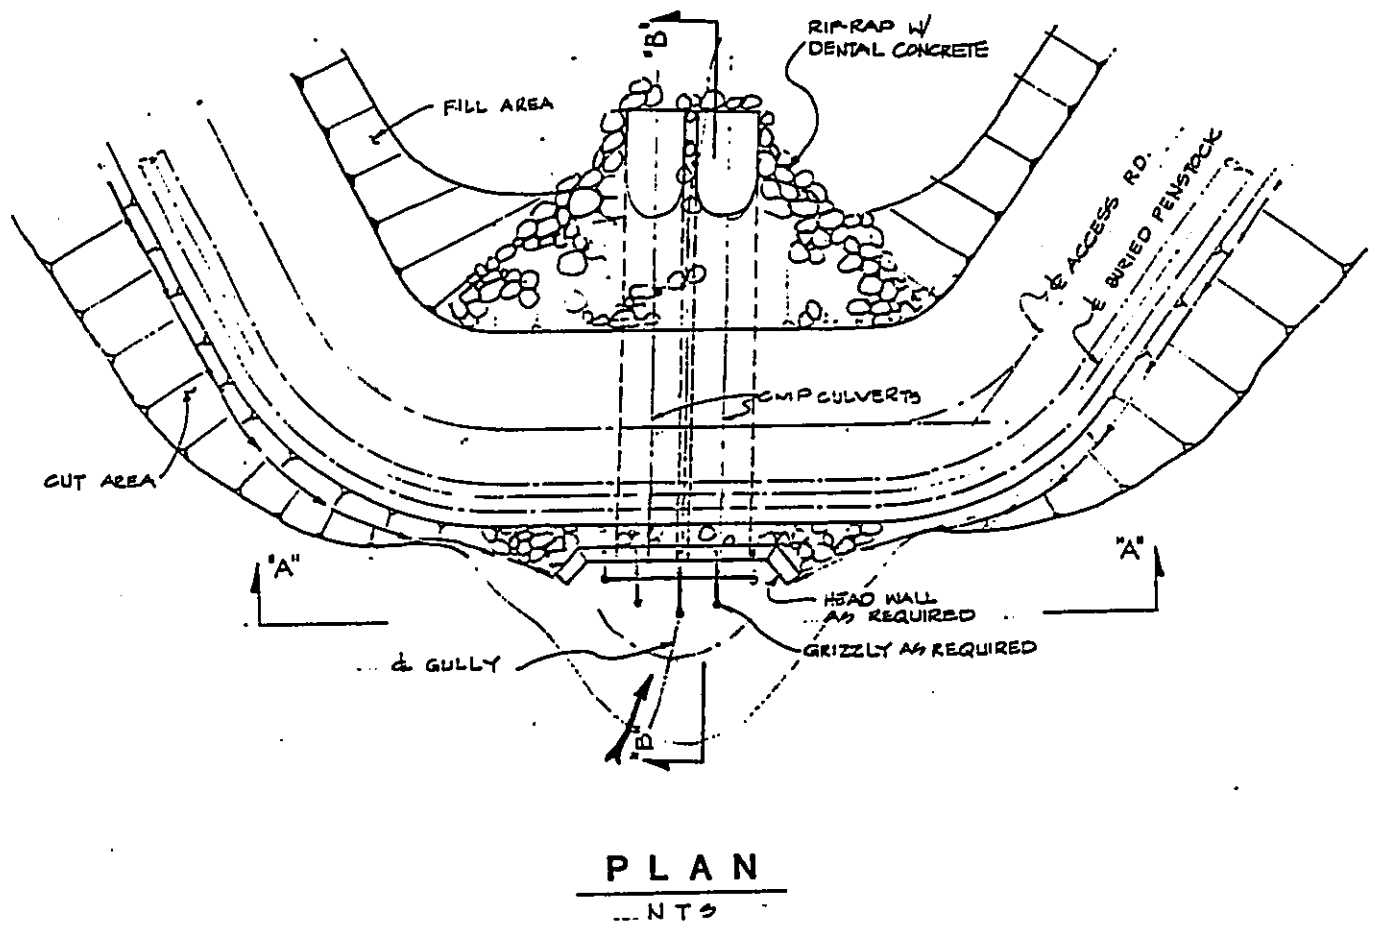 "B"
RIP-RAP W/
DENTAL CONCRETE
FILL AREA
℄ ACCESS RD.
℄ BURIED PENSTOCK
CMP CULVERTS
CUT AREA
"A"
"A"
HEAD WALL
AS REQUIRED
GRIZZLY AS REQUIRED
℄ GULLY
"B"
PLAN
NTS